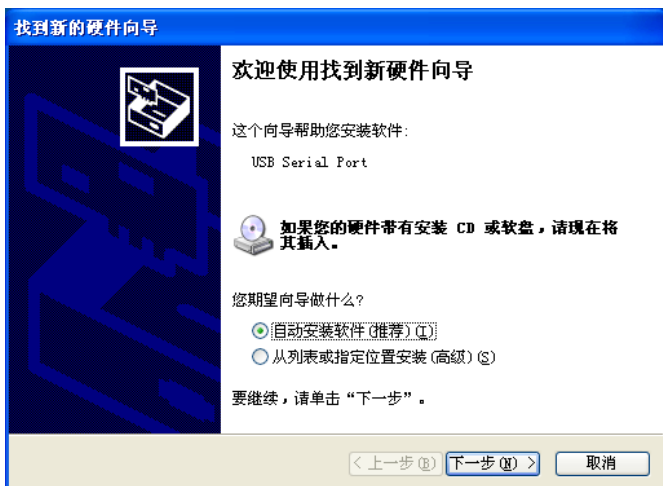 找到新的硬件向导
欢迎使用找到新硬件向导
这个向导帮助您安装软件:
USB Serial Port
如果您的硬件带有安装 CD 或软盘,请现在将
其插入。
您期望向导做什么?
自动安装软件(推荐)(I)
从列表或指定位置安装(高级)(S)
要继续,请单击“下一步”。
< 上一步(B) 下一步(N) > 取消